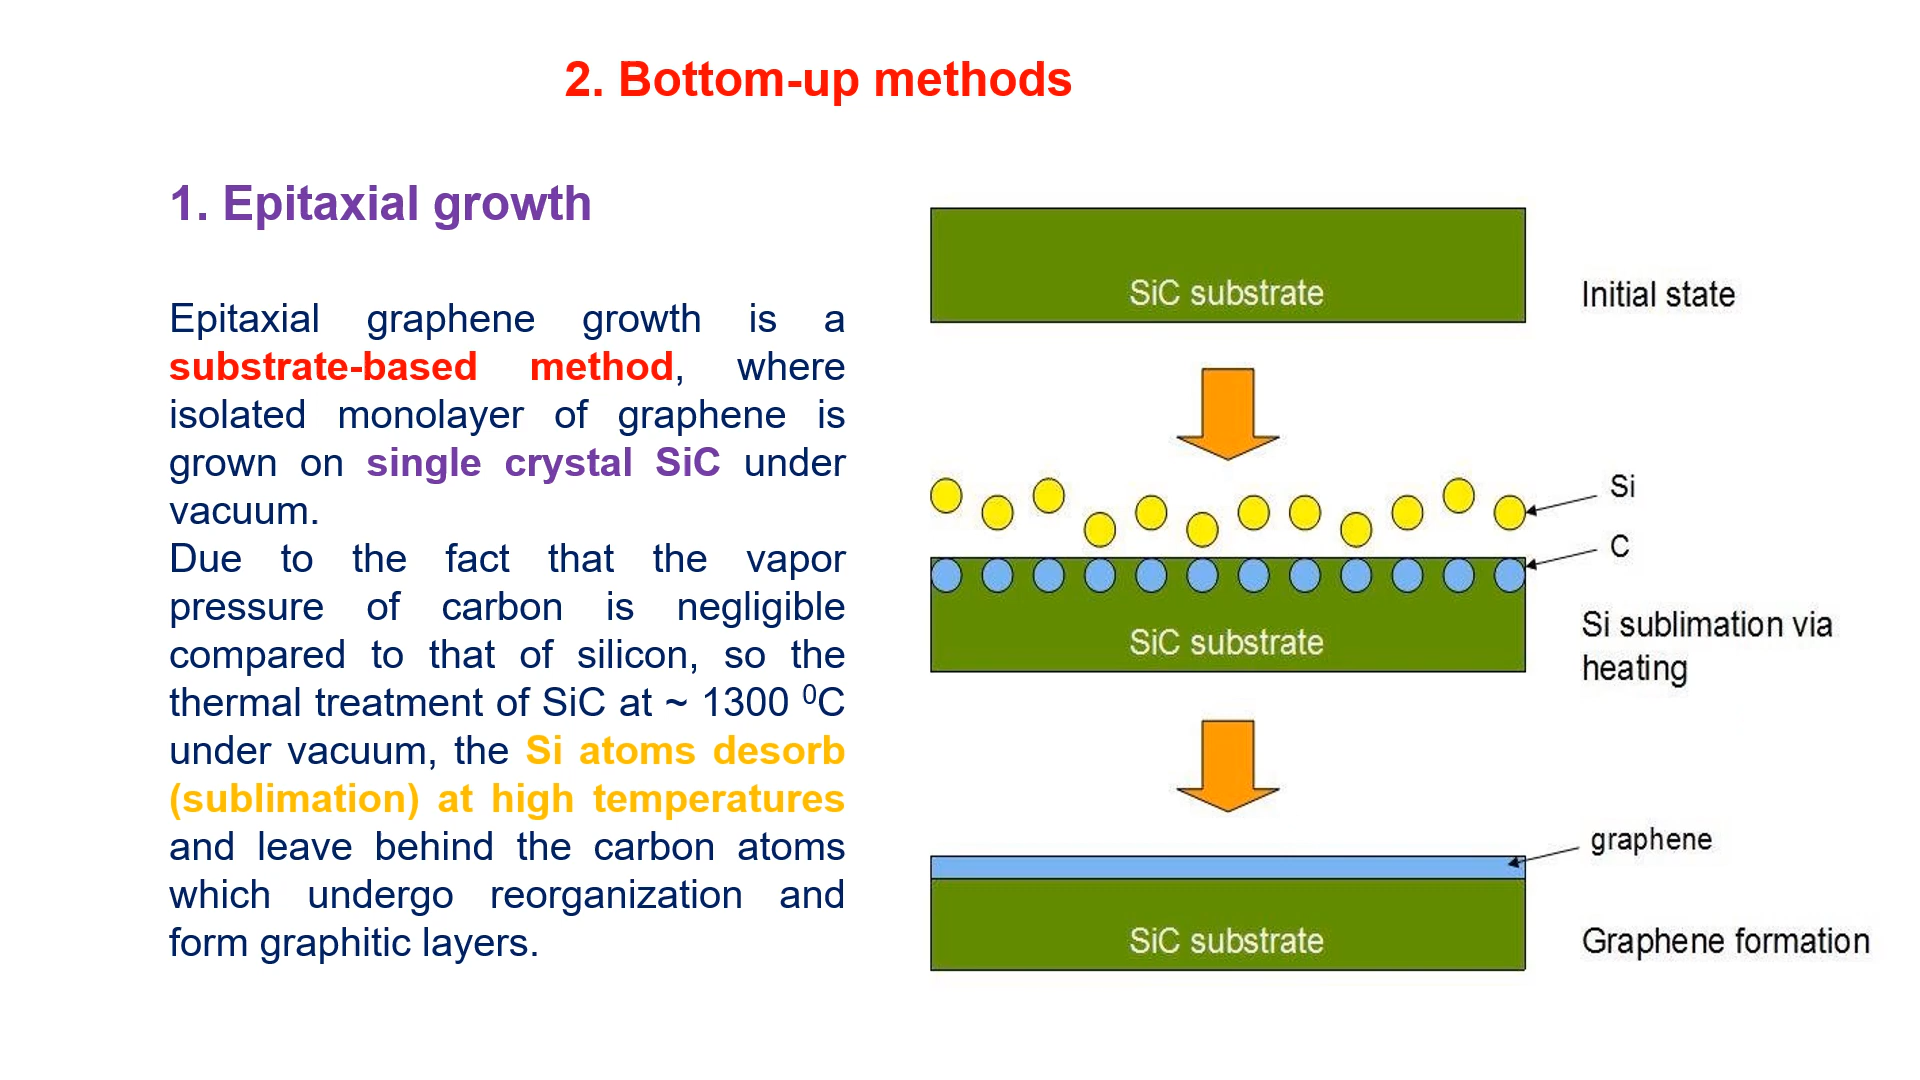 2. Bottom-up methods
1. Epitaxial growth
Epitaxial graphene growth is a
substrate-based method, where
isolated monolayer of graphene is
grown on single crystal SiC under
vacuum.
Due to the fact that the vapor
pressure of carbon is negligible
compared to that of silicon, so the
thermal treatment of SiC at ~ 1300 ⁰C
under vacuum, the Si atoms desorb
(sublimation) at high temperatures
and leave behind the carbon atoms
which undergo reorganization and
form graphitic layers.
SiC substrate
Initial state
Si
C
SiC substrate
Si sublimation via
heating
graphene
SiC substrate
Graphene formation